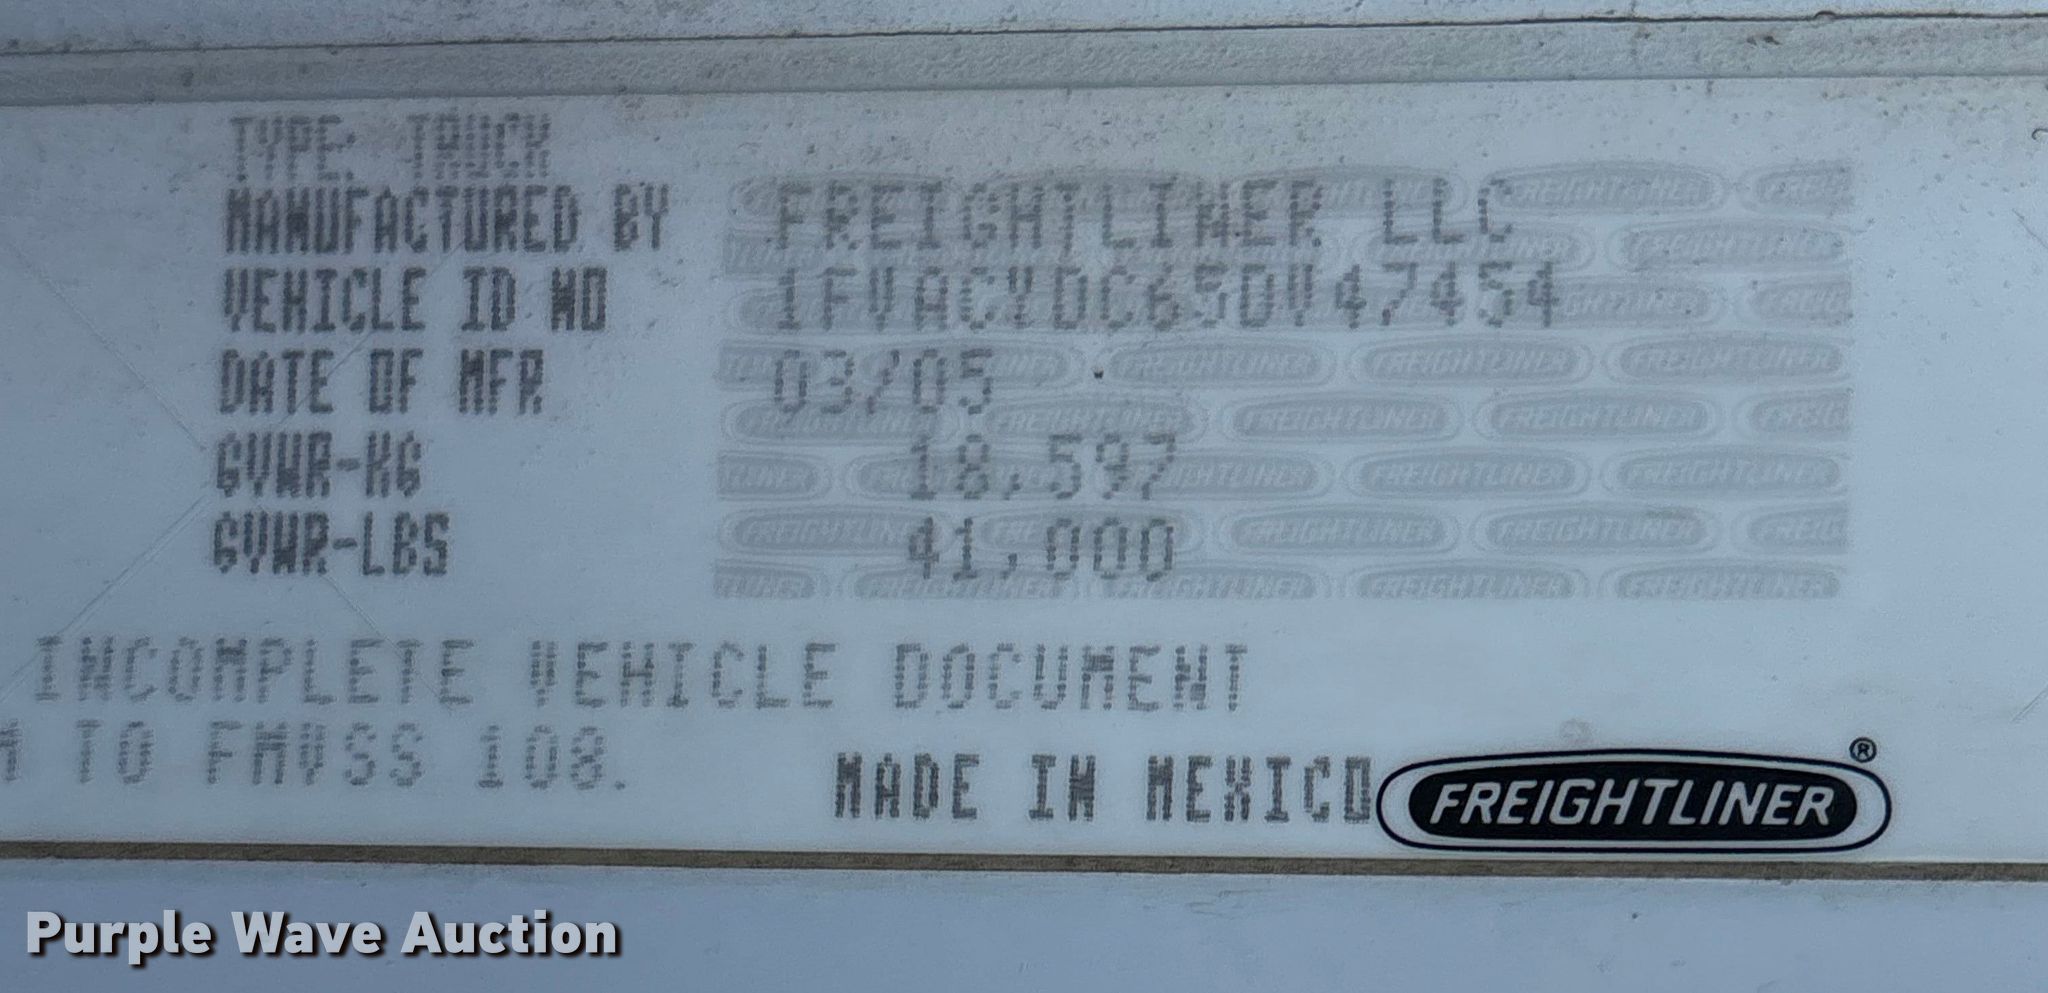 TYPE: TRUCK
MANUFACTURED BY FREIGHTLINER LLC
VEHICLE ID NO 1FVACYDC65DV47454
DATE OF MFR 03/05
GVWR-KG 18,597
GVWR-LBS 41,000
INCOMPLETE VEHICLE DOCUMENT
TO FMVSS 108.
MADE IN MEXICO FREIGHTLINER®
Purple Wave Auction